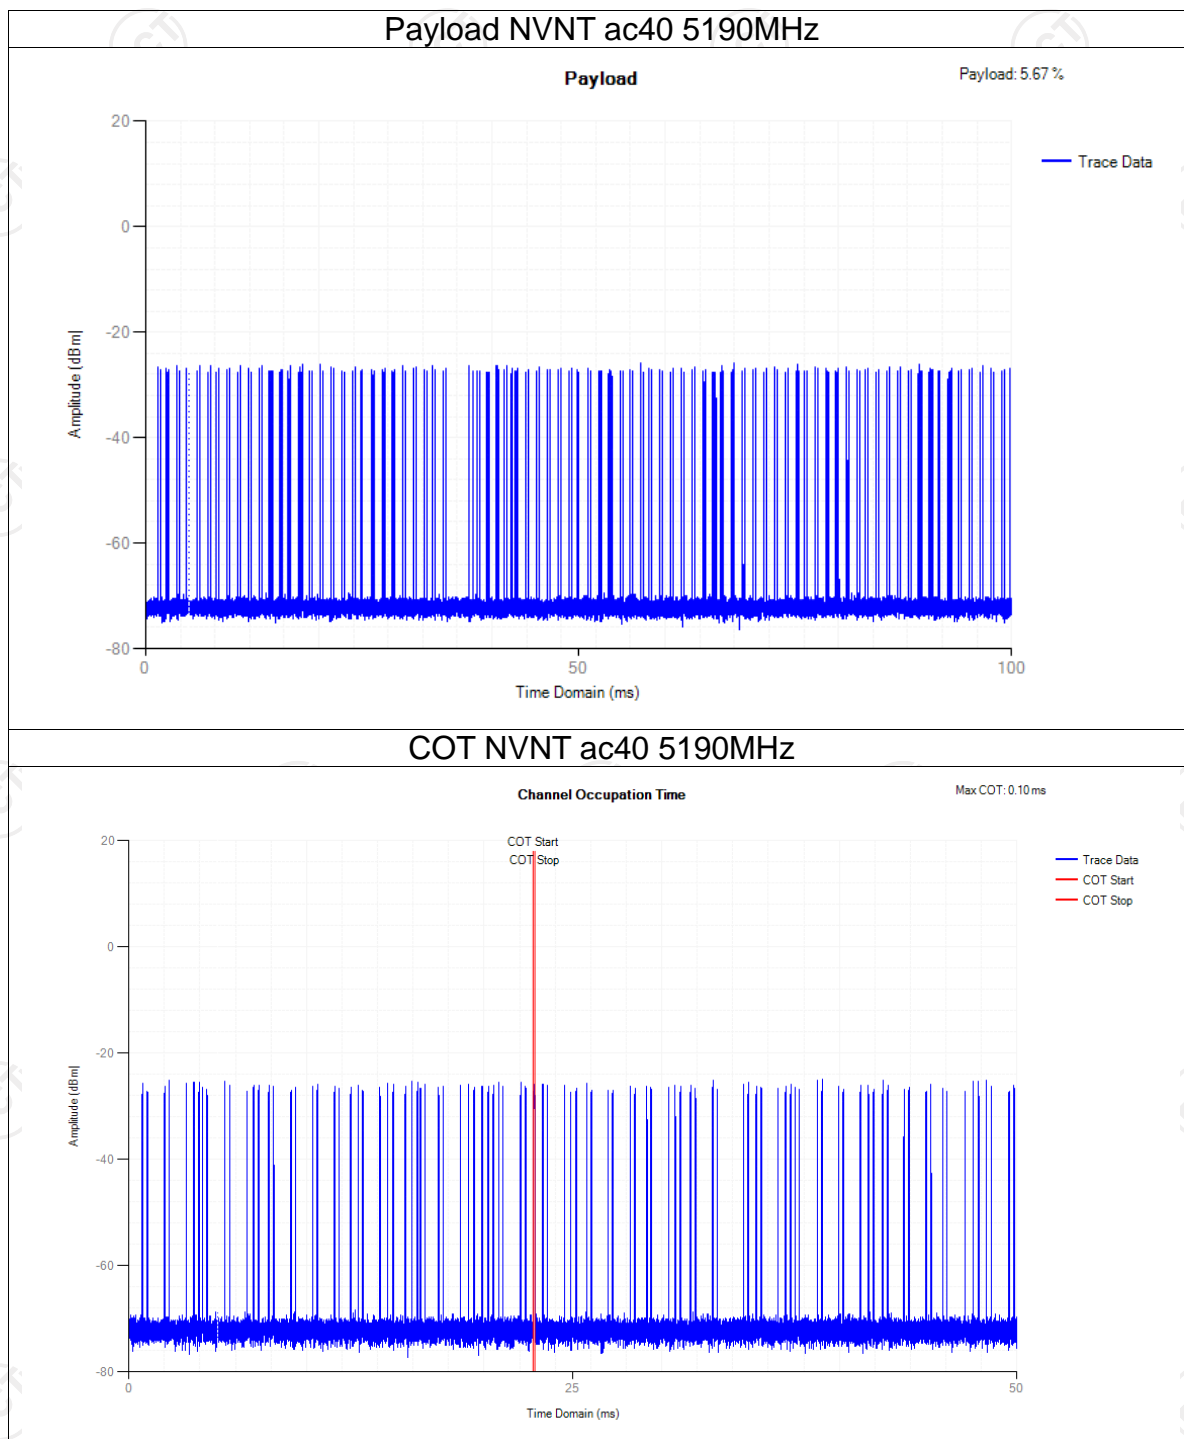 Payload NVNT ac40 5190MHz
Payload
Payload: 5.67 %
20
0
-20
-40
-60
-80
Amplitude [dBm]
0
50
100
Time Domain (ms)
Trace Data
COT NVNT ac40 5190MHz
Channel Occupation Time
Max COT: 0.10 ms
COT Start
COT Stop
20
0
-20
-40
-60
-80
Amplitude [dBm]
0
25
50
Time Domain (ms)
Trace Data
COT Start
COT Stop